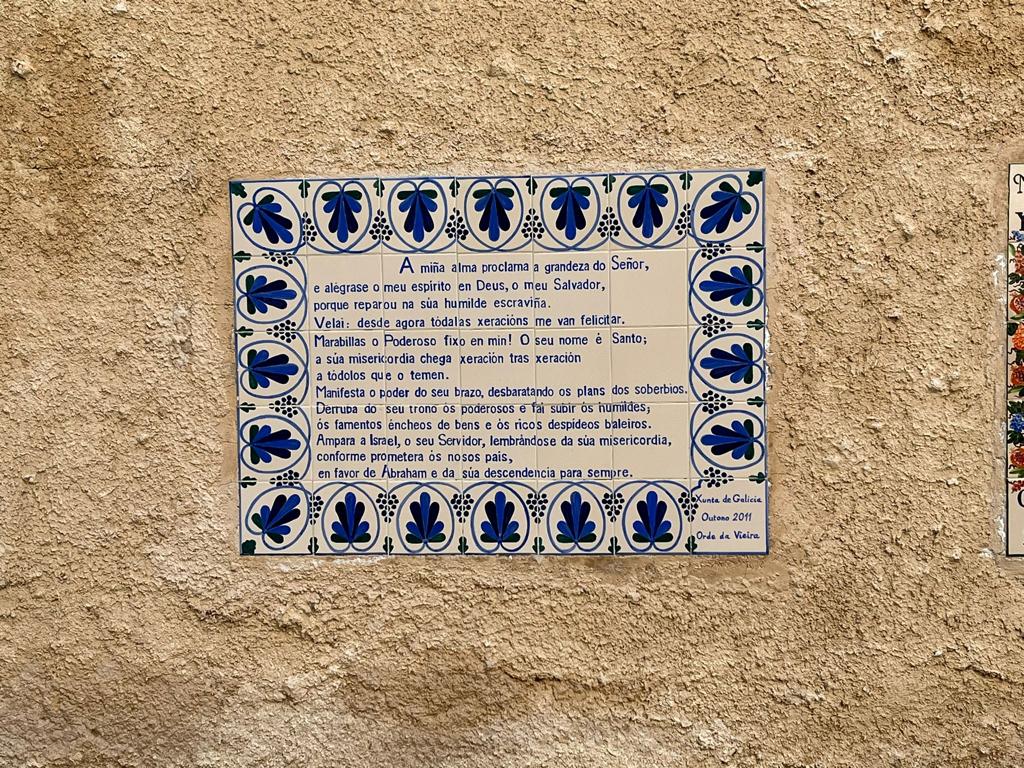 A miña alma proclama a grandeza do Señor,
e alégrase o meu espírito en Deus, o meu Salvador,
porque reparou na súa humilde escraviña.
Velaí: desde agora tódalas xeracións me van felicitar.
Marabillas o Poderoso fixo en min! O seu nome é Santo;
a súa misericordia chega xeración tras xeración
a tódolos que o temen.
Manifesta o poder do seu brazo, desbaratando os plans dos soberbios.
Derruba do seu trono ós poderosos e fai subir ós humildes;
ós famentos éncheos de bens e ós ricos despídeos baleiros.
Ampara a Israel, o seu Servidor, lembrándose da súa misericordia,
conforme prometera ós nosos pais,
en favor de Abraham e da súa descendencia para sempre.
Xunta de Galicia
Outono 2011
Orde da Vieira